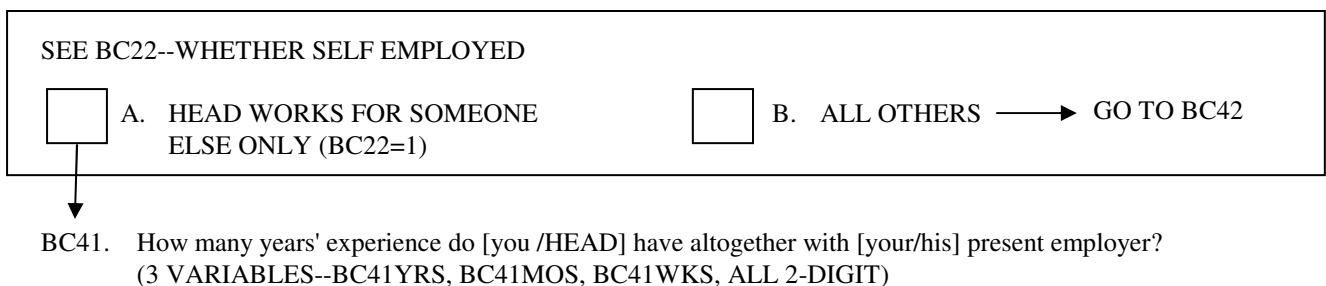 SEE BC22--WHETHER SELF EMPLOYED
A. HEAD WORKS FOR SOMEONE B. ALL OTHERS GO TO BC42
ELSE ONLY (BC22=1)
BC41. How many years' experience do [you /HEAD] have altogether with [your/his] present employer?
(3 VARIABLES--BC41YRS, BC41MOS, BC41WKS, ALL 2-DIGIT)